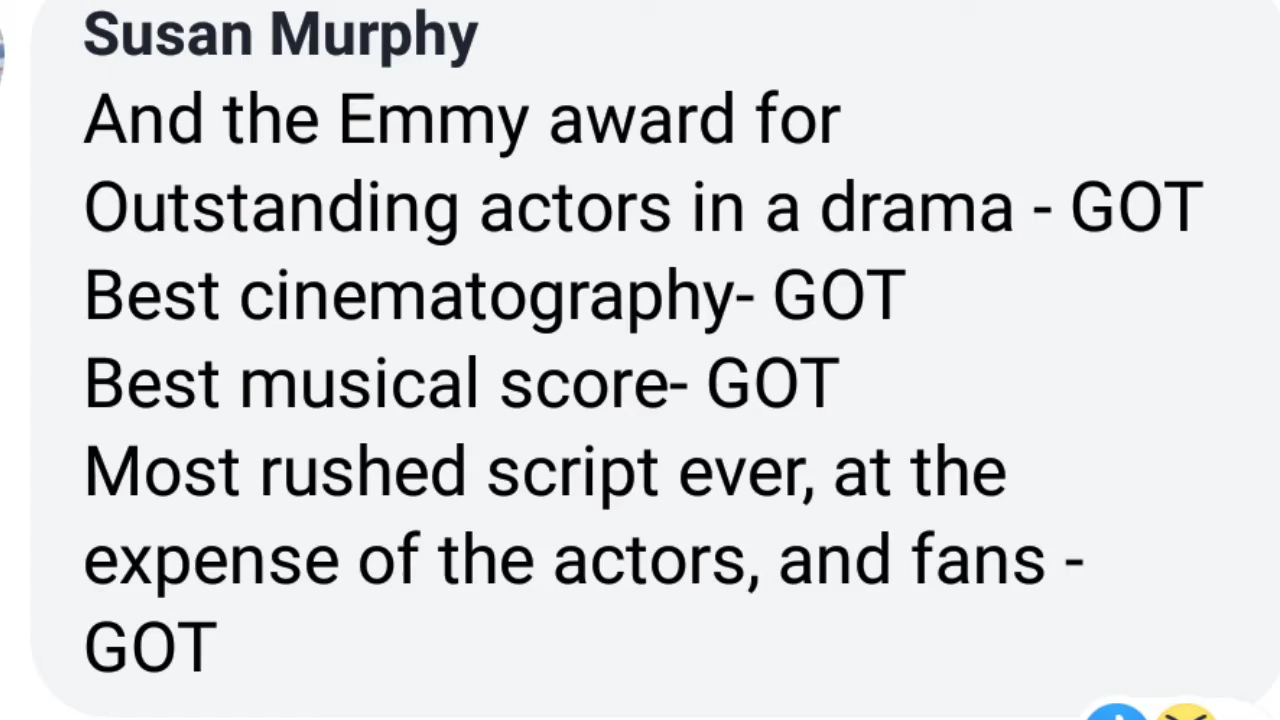 Susan Murphy
And the Emmy award for
Outstanding actors in a drama - GOT
Best cinematography- GOT
Best musical score- GOT
Most rushed script ever, at the
expense of the actors, and fans -
GOT